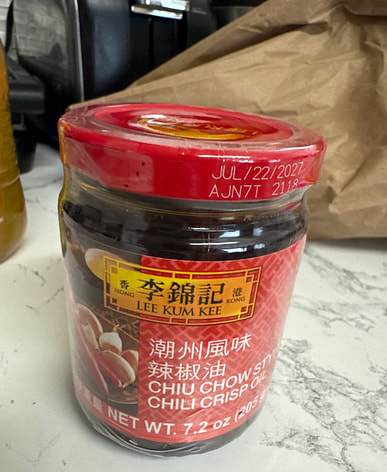 JUL/22/2027
AJN7T 2118
香 李錦記 港
HONG LEE KUM KEE KONG
潮州風味
辣椒油
CHIU CHOW STY
CHILI CRISP OIL
NET WT. 7.2 oz (205